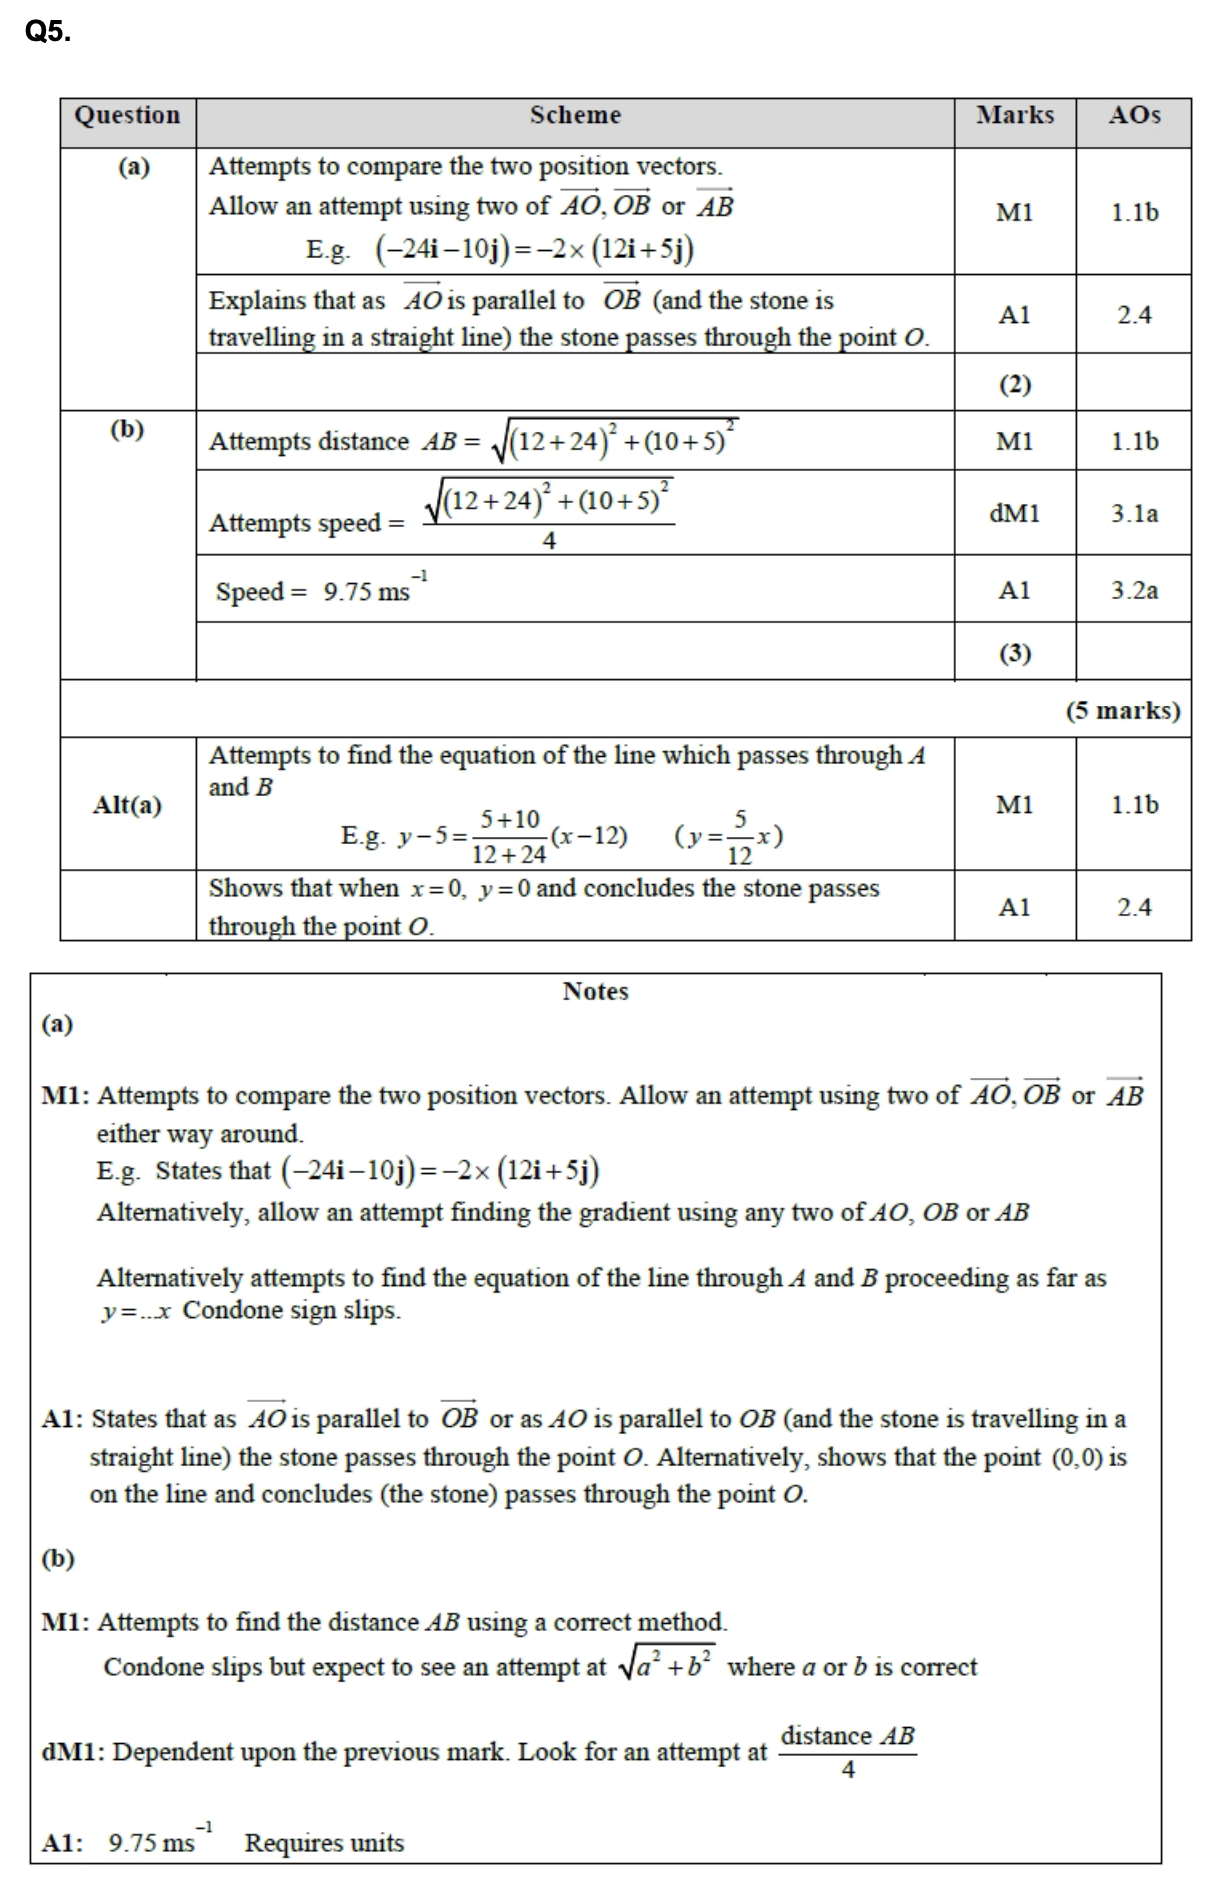 Q5.
Question Scheme Marks AOs
(a) Attempts to compare the two position vectors.
Allow an attempt using two of $\overrightarrow{AO}, \overrightarrow{OB}$ or $\overrightarrow{AB}$ M1 1.1b
E.g. $(-24\mathbf{i}-10\mathbf{j})=-2\times(12\mathbf{i}+5\mathbf{j})$
Explains that as $\overrightarrow{AO}$ is parallel to $\overrightarrow{OB}$ (and the stone is
travelling in a straight line) the stone passes through the point O. A1 2.4
(2)
(b) Attempts distance $AB=\sqrt{(12+24)^2+(10+5)^2}$ M1 1.1b
Attempts speed = $\frac{\sqrt{(12+24)^2+(10+5)^2}}{4}$ dM1 3.1a
Speed = 9.75 ms$^{-1}$ A1 3.2a
(3)
(5 marks)
Attempts to find the equation of the line which passes through A
and B
Alt(a) E.g. $y-5=\frac{5+10}{12+24}(x-12)$ $(y=\frac{5}{12}x)$ M1 1.1b
Shows that when $x=0$, $y=0$ and concludes the stone passes
through the point O. A1 2.4
Notes
(a)
M1: Attempts to compare the two position vectors. Allow an attempt using two of $\overrightarrow{AO}, \overrightarrow{OB}$ or $\overrightarrow{AB}$
either way around.
E.g. States that $(-24\mathbf{i}-10\mathbf{j})=-2\times(12\mathbf{i}+5\mathbf{j})$
Alternatively, allow an attempt finding the gradient using any two of AO, OB or AB
Alternatively attempts to find the equation of the line through A and B proceeding as far as
$y=...x$ Condone sign slips.
A1: States that as $\overrightarrow{AO}$ is parallel to $\overrightarrow{OB}$ or as AO is parallel to OB (and the stone is travelling in a
straight line) the stone passes through the point O. Alternatively, shows that the point (0,0) is
on the line and concludes (the stone) passes through the point O.
(b)
M1: Attempts to find the distance AB using a correct method.
Condone slips but expect to see an attempt at $\sqrt{a^2+b^2}$ where a or b is correct
dM1: Dependent upon the previous mark. Look for an attempt at $\frac{\text{distance } AB}{4}$
A1: 9.75 ms$^{-1}$ Requires units